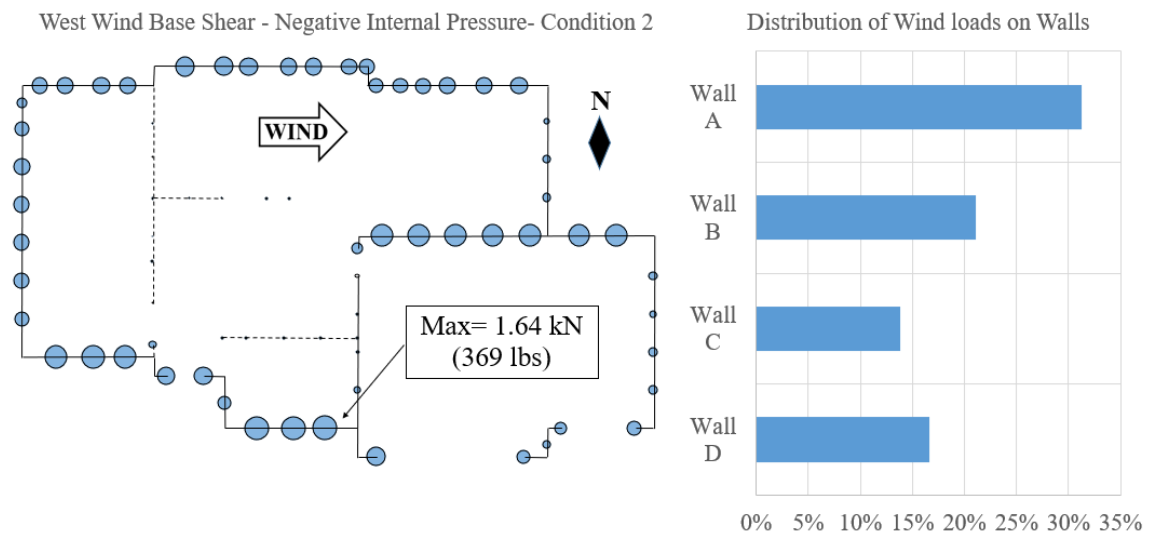 West Wind Base Shear - Negative Internal Pressure- Condition 2
WIND
N
Max= 1.64 kN
(369 lbs)
Distribution of Wind loads on Walls
Wall
A
Wall
B
Wall
C
Wall
D
0% 5% 10% 15% 20% 25% 30% 35%